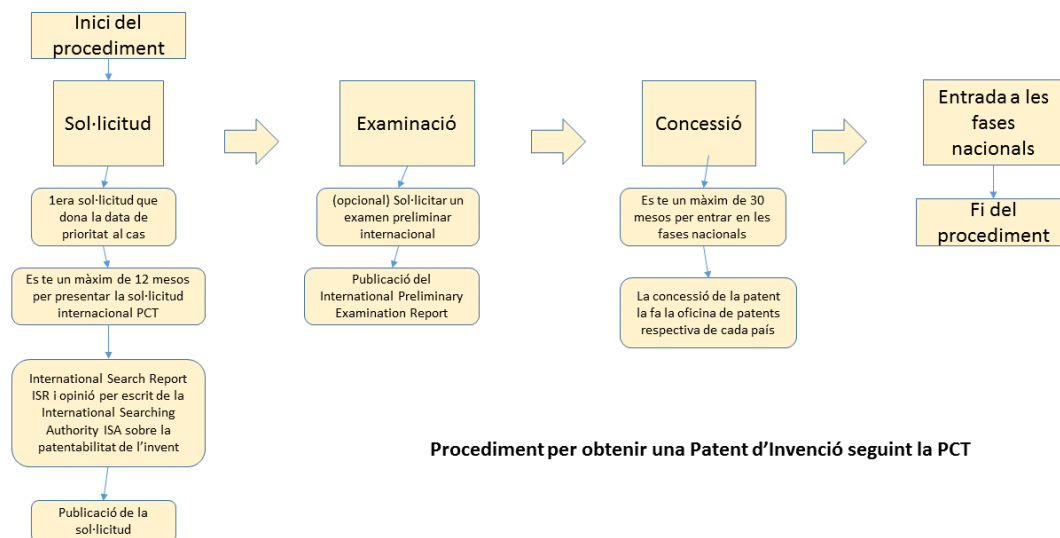 Inici del
procediment
Sol·licitud
1era sol·licitud que
dona la data de
prioritat al cas
Es te un màxim de 12 mesos
per presentar la sol·licitud
internacional PCT
International Search Report
ISR i opinió per escrit de la
International Searching
Authority ISA sobre la
patentabilitat de l’invent
Publicació de la
sol·licitud
Examinació
(opcional) Sol·licitar un
examen preliminar
internacional
Publicació del
International Preliminary
Examination Report
Concessió
Es te un màxim de 30
mesos per entrar en les
fases nacionals
La concessió de la patent
la fa la oficina de patents
respectiva de cada país
Entrada a les
fases
nacionals
Fi del
procediment
Procediment per obtenir una Patent d’Invenció seguint la PCT